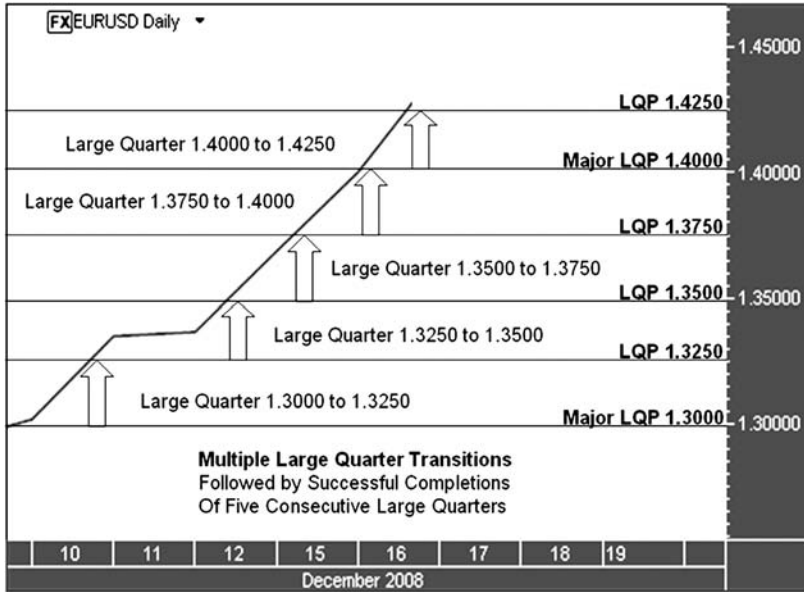 FX EURUSD Daily
1.45000
LQP 1.4250
Large Quarter 1.4000 to 1.4250
Major LQP 1.4000
1.40000
Large Quarter 1.3750 to 1.4000
LQP 1.3750
Large Quarter 1.3500 to 1.3750
LQP 1.3500
1.35000
Large Quarter 1.3250 to 1.3500
LQP 1.3250
Large Quarter 1.3000 to 1.3250
Major LQP 1.3000
1.30000
Multiple Large Quarter Transitions
Followed by Successful Completions
Of Five Consecutive Large Quarters
10 11 12 15 16 17 18 19
December 2008